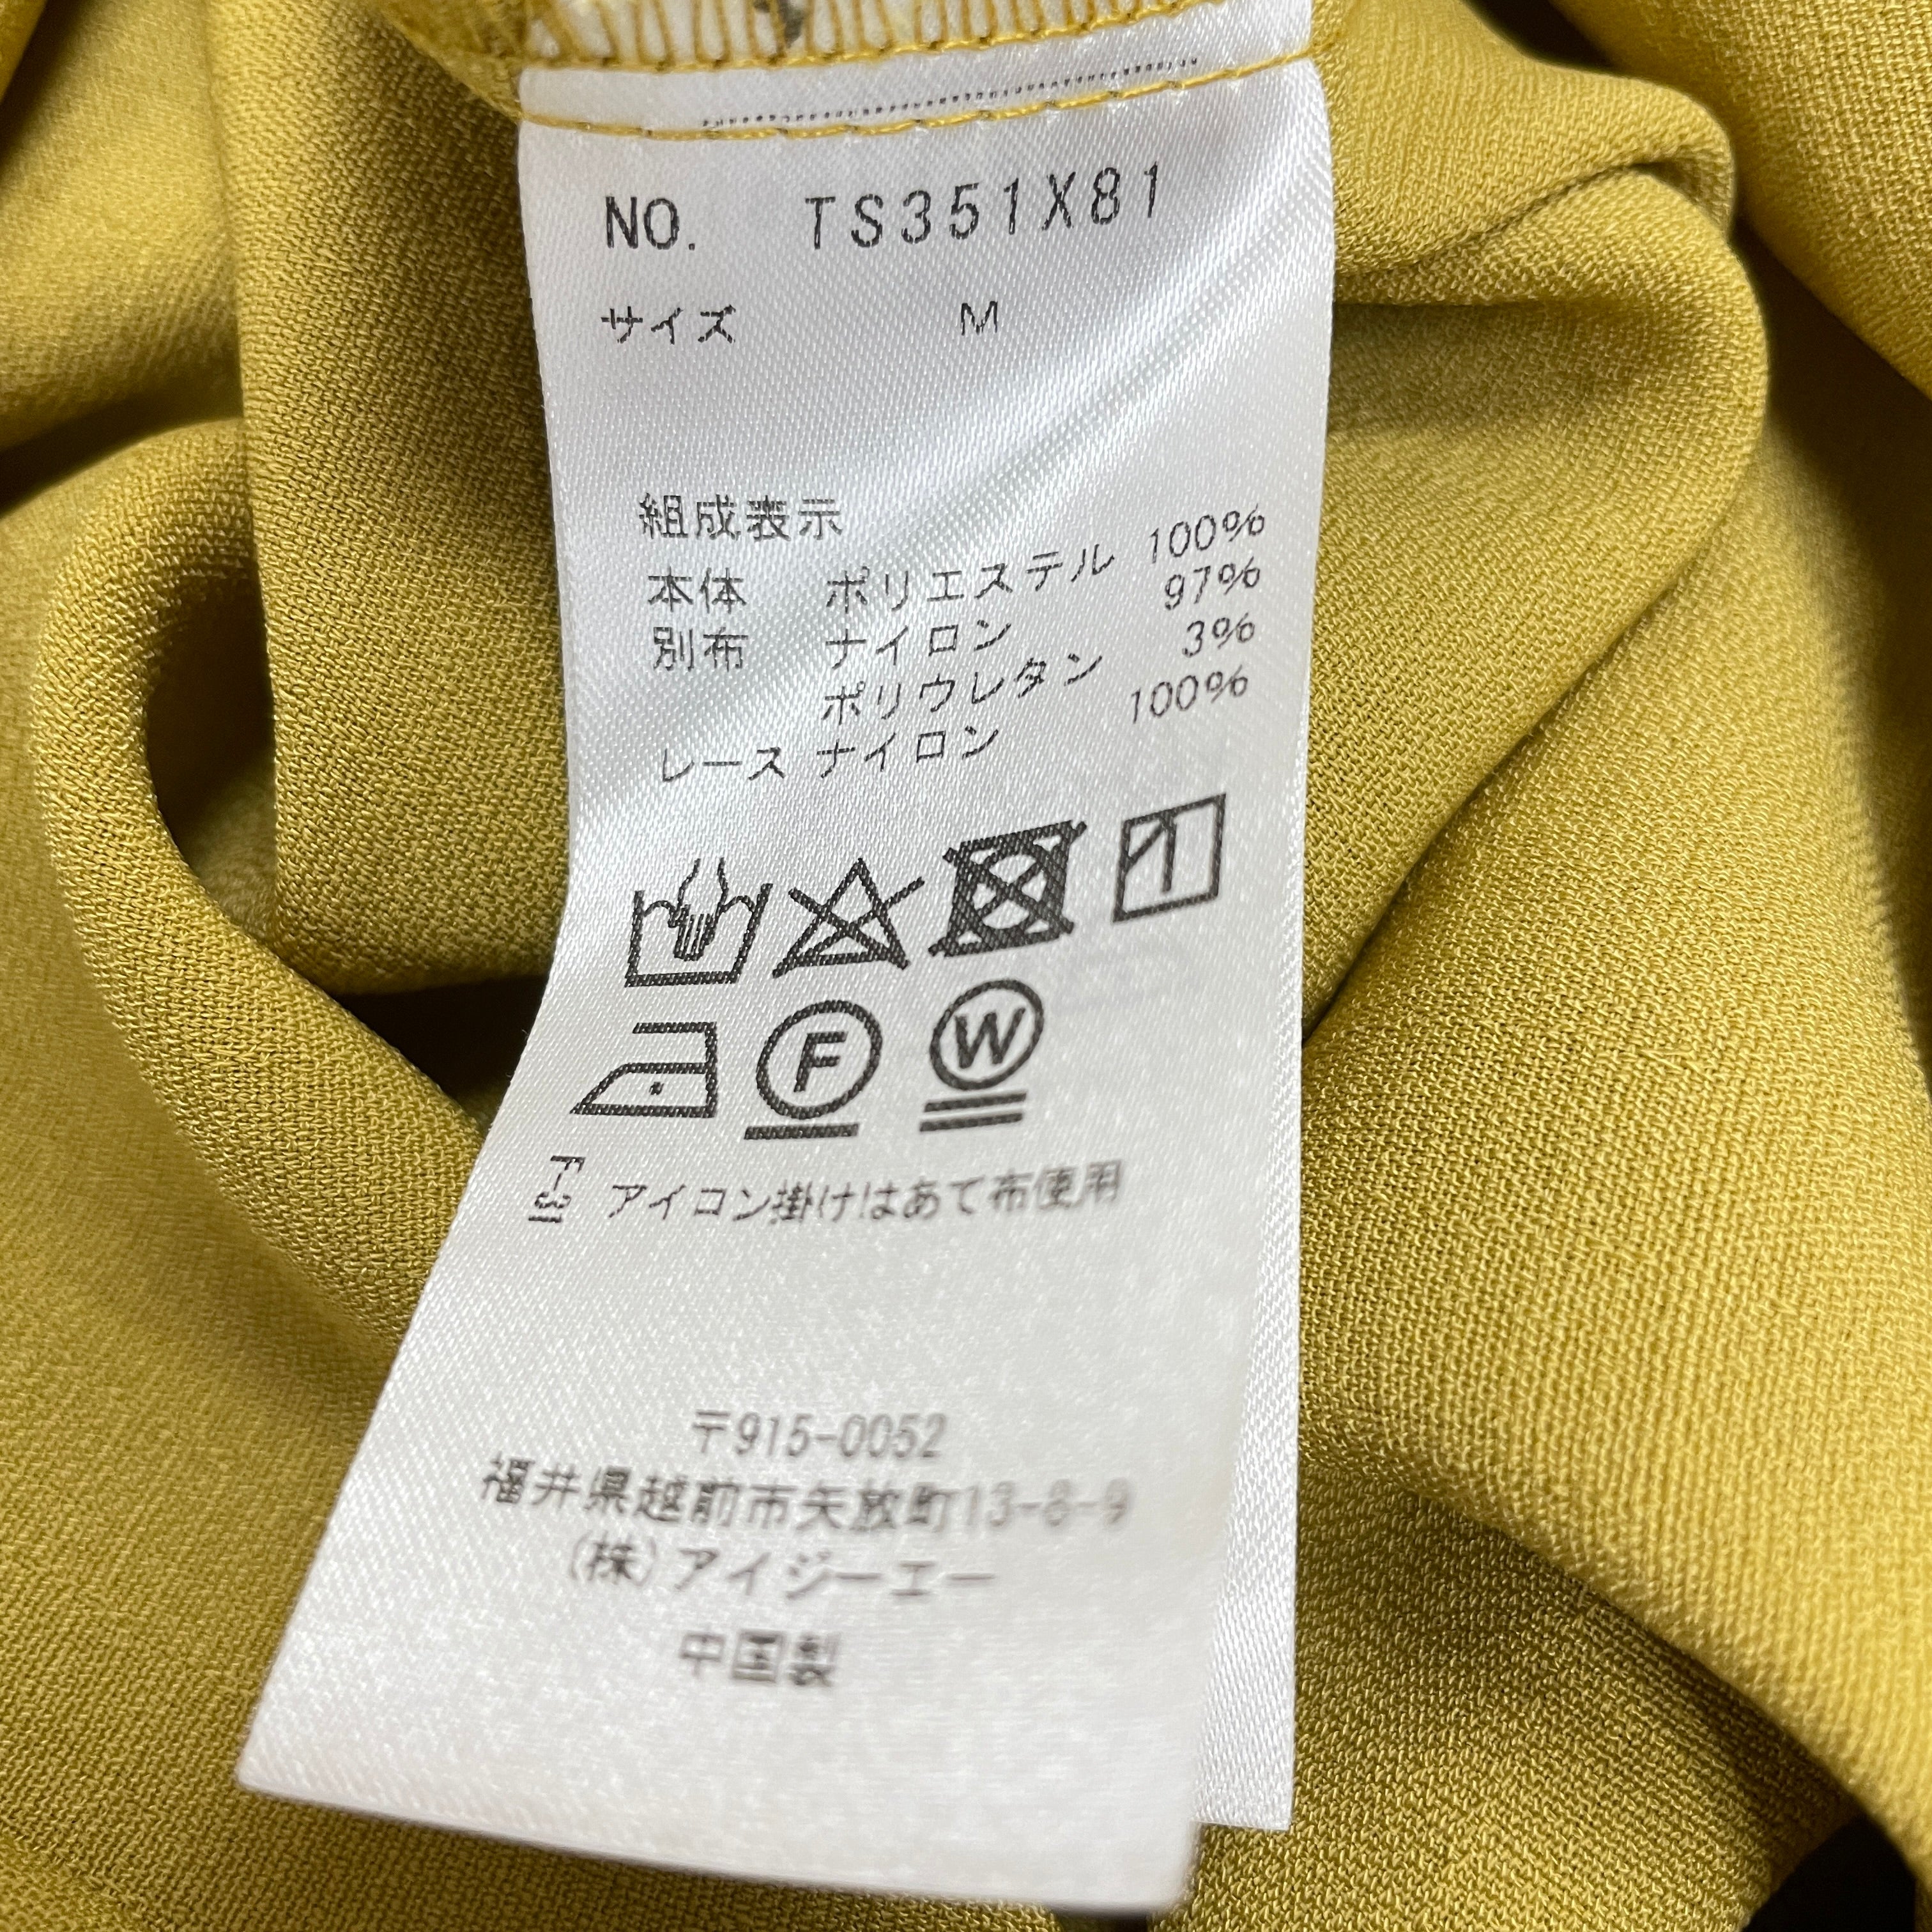 NO. TS351X81
サイズ M
組成表示
本体 ポリエステル 100%
別布 ナイロン 97%
ポリウレタン 3%
レース ナイロン 100%
F
W
F-31
アイコン掛けはあて布使用
〒915-0052
福井県越前市矢放町13-8-9
(株)アイジーエー
中国製